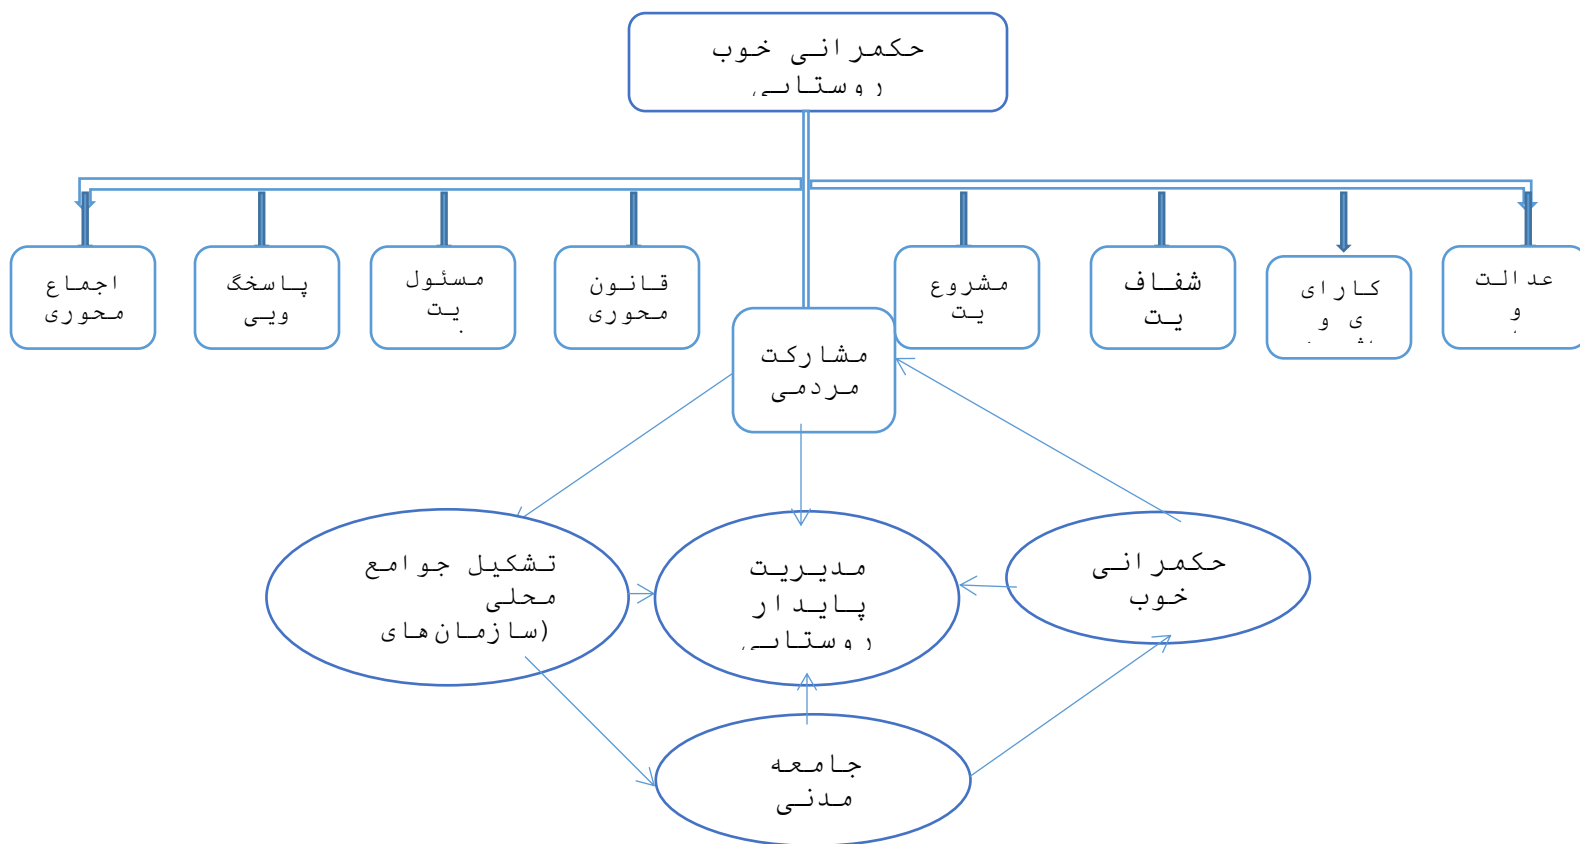 حکمرانی خوب
روستایی
عدالت
و
کارای
ی و
شفاف
یت
مشروع
یت
قانون
محوری
مسئول
یت
پاسخگ
ویی
اجماع
محوری
مشارکت
مردمی
حکمرانی
خوب
مدیریت
پایدار
روستایی
تشکیل جوامع
محلی
(سازمان‌های
جامعه
مدنی